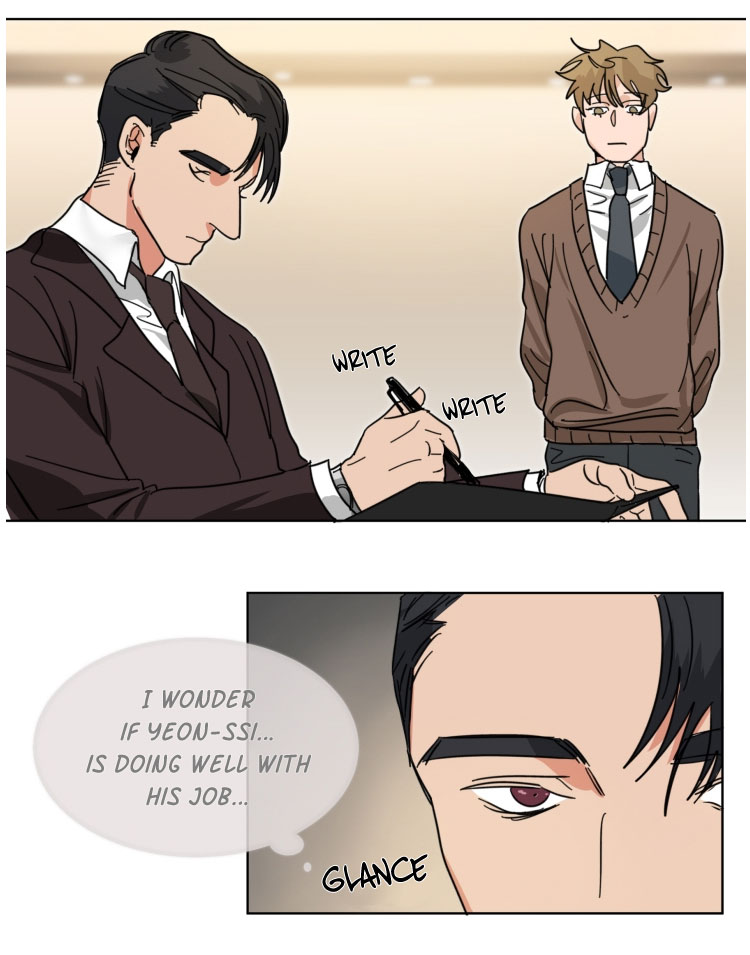 WRITE
WRITE
I WONDER
IF YEON-SSI...
IS DOING WELL WITH
HIS JOB...
GLANCE